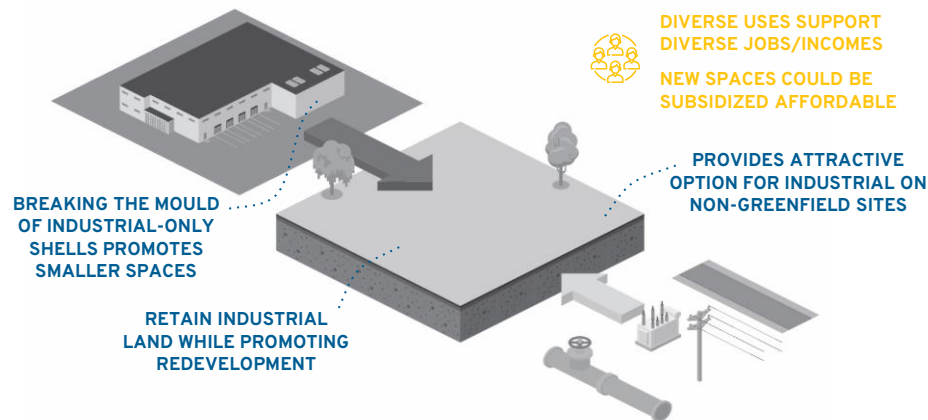 DIVERSE USES SUPPORT
DIVERSE JOBS/INCOMES
NEW SPACES COULD BE
SUBSIDIZED AFFORDABLE
PROVIDES ATTRACTIVE
OPTION FOR INDUSTRIAL ON
NON-GREENFIELD SITES
BREAKING THE MOULD
OF INDUSTRIAL-ONLY
SHELLS PROMOTES
SMALLER SPACES
RETAIN INDUSTRIAL
LAND WHILE PROMOTING
REDEVELOPMENT